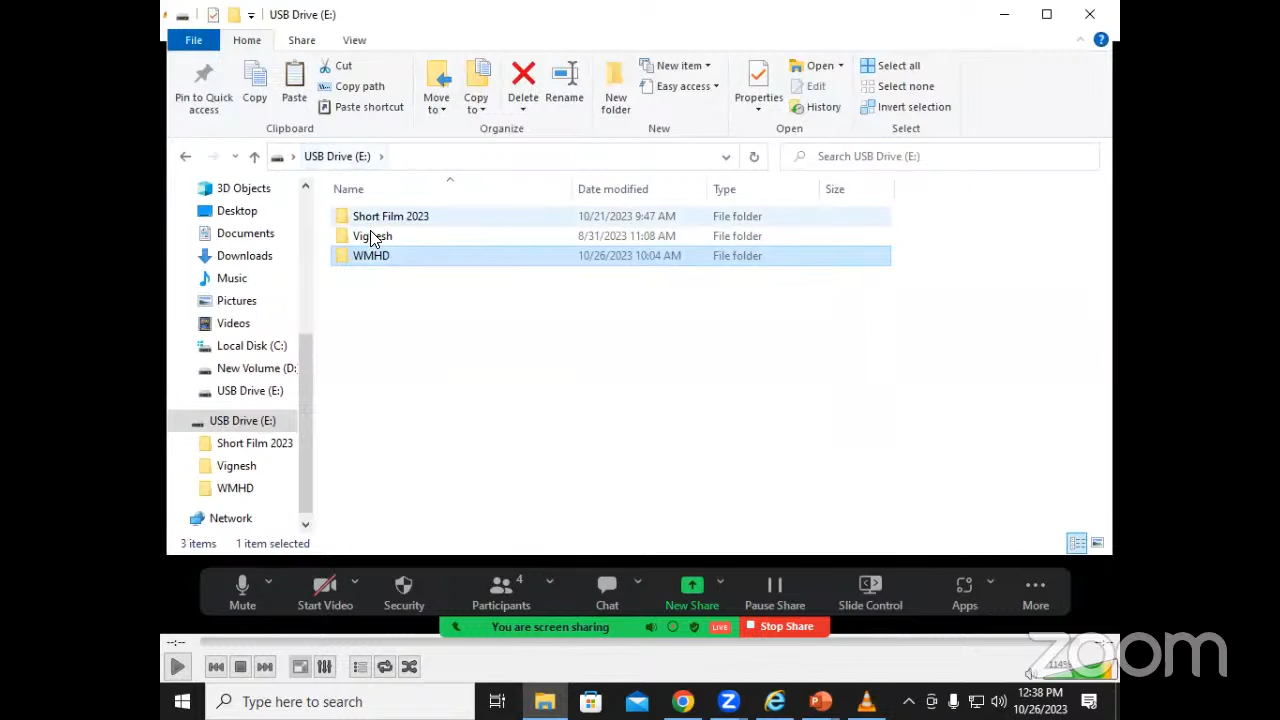 USB Drive (E:)
File Home Share View
Pin to Quick access
Copy
Paste
Cut
Copy path
Paste shortcut
Clipboard
Move to
Copy to
Delete
Rename
Organize
New folder
New item
Easy access
New
Properties
Open
Edit
History
Open
Select all
Select none
Invert selection
Select
USB Drive (E:)
Search USB Drive (E:)
3D Objects
Desktop
Documents
Downloads
Music
Pictures
Videos
Local Disk (C:)
New Volume (D:
USB Drive (E:)
USB Drive (E:)
Short Film 2023
Vignesh
WMHD
Network
Name Date modified Type Size
Short Film 2023 10/21/2023 9:47 AM File folder
Vignesh 8/31/2023 11:08 AM File folder
WMHD 10/26/2023 10:04 AM File folder
3 items 1 item selected
Mute
Start Video
Security
4
Participants
Chat
New Share
Pause Share
Slide Control
Apps
More
You are screen sharing
LIVE
Stop Share
--:--
--:--
114%
zoom
Type here to search
12:38 PM
10/26/2023